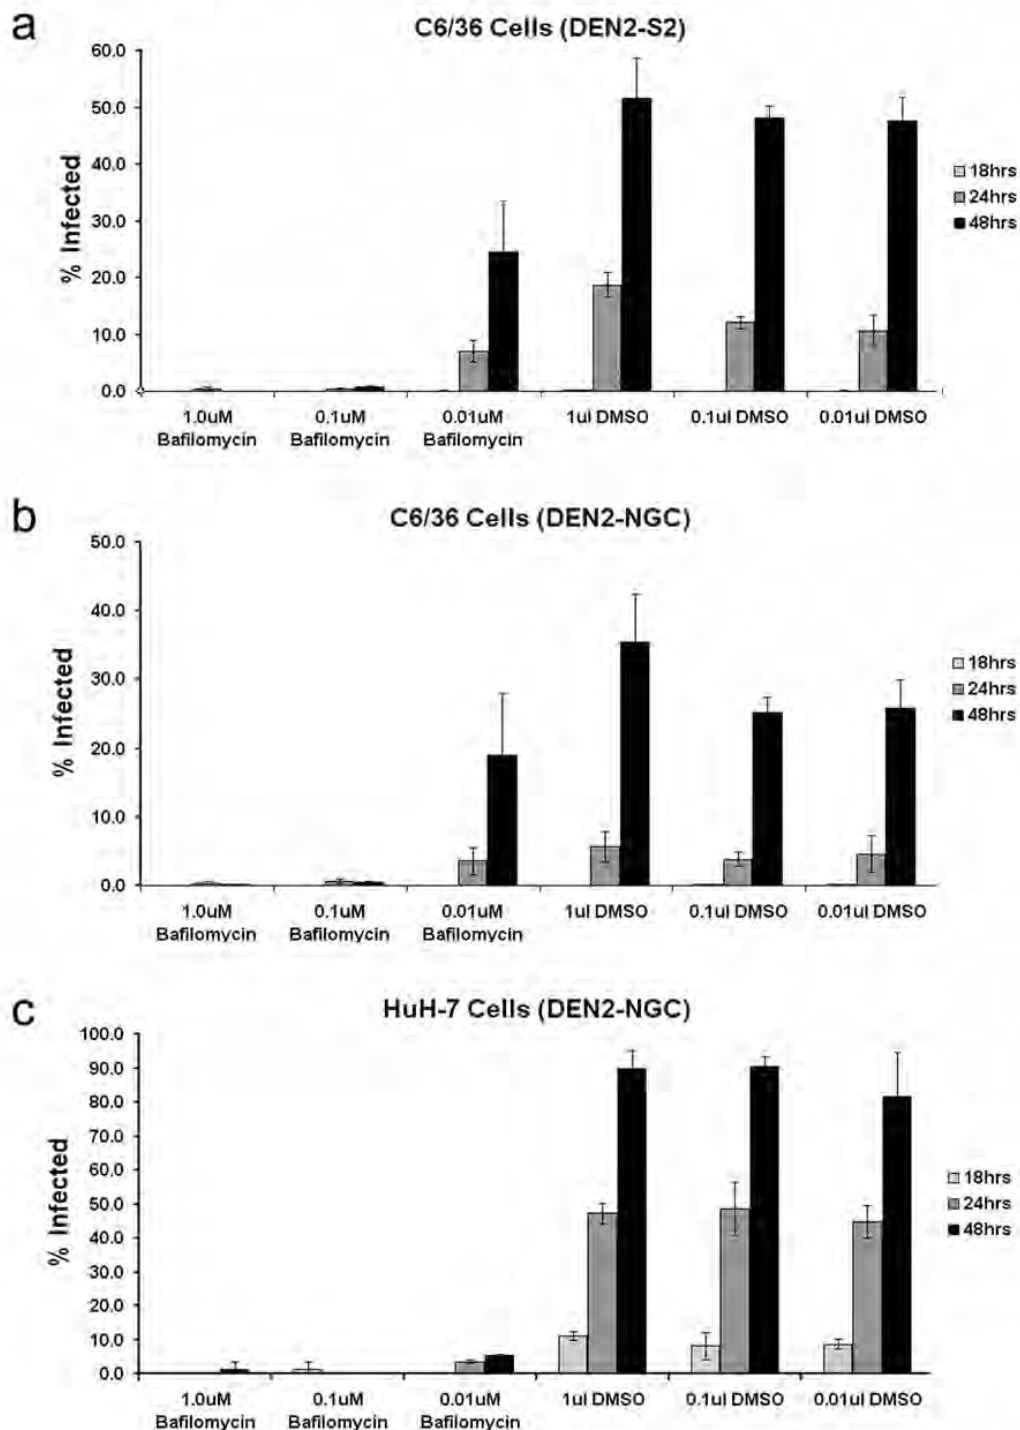 a
C6/36 Cells (DEN2-S2)
60.0
50.0
40.0
30.0
20.0
10.0
0.0
% Infected
18hrs
24hrs
48hrs
1.0uM 0.1uM 0.01uM 1ul DMSO 0.1ul DMSO 0.01ul DMSO
Bafilomycin Bafilomycin Bafilomycin
b
C6/36 Cells (DEN2-NGC)
50.0
40.0
30.0
20.0
10.0
0.0
% Infected
18hrs
24hrs
48hrs
1.0uM 0.1uM 0.01uM 1ul DMSO 0.1ul DMSO 0.01ul DMSO
Bafilomycin Bafilomycin Bafilomycin
c
HuH-7 Cells (DEN2-NGC)
100.0
90.0
80.0
70.0
60.0
50.0
40.0
30.0
20.0
10.0
0.0
% Infected
18hrs
24hrs
48hrs
1.0uM 0.1uM 0.01uM 1ul DMSO 0.1ul DMSO 0.01ul DMSO
Bafilomycin Bafilomycin Bafilomycin